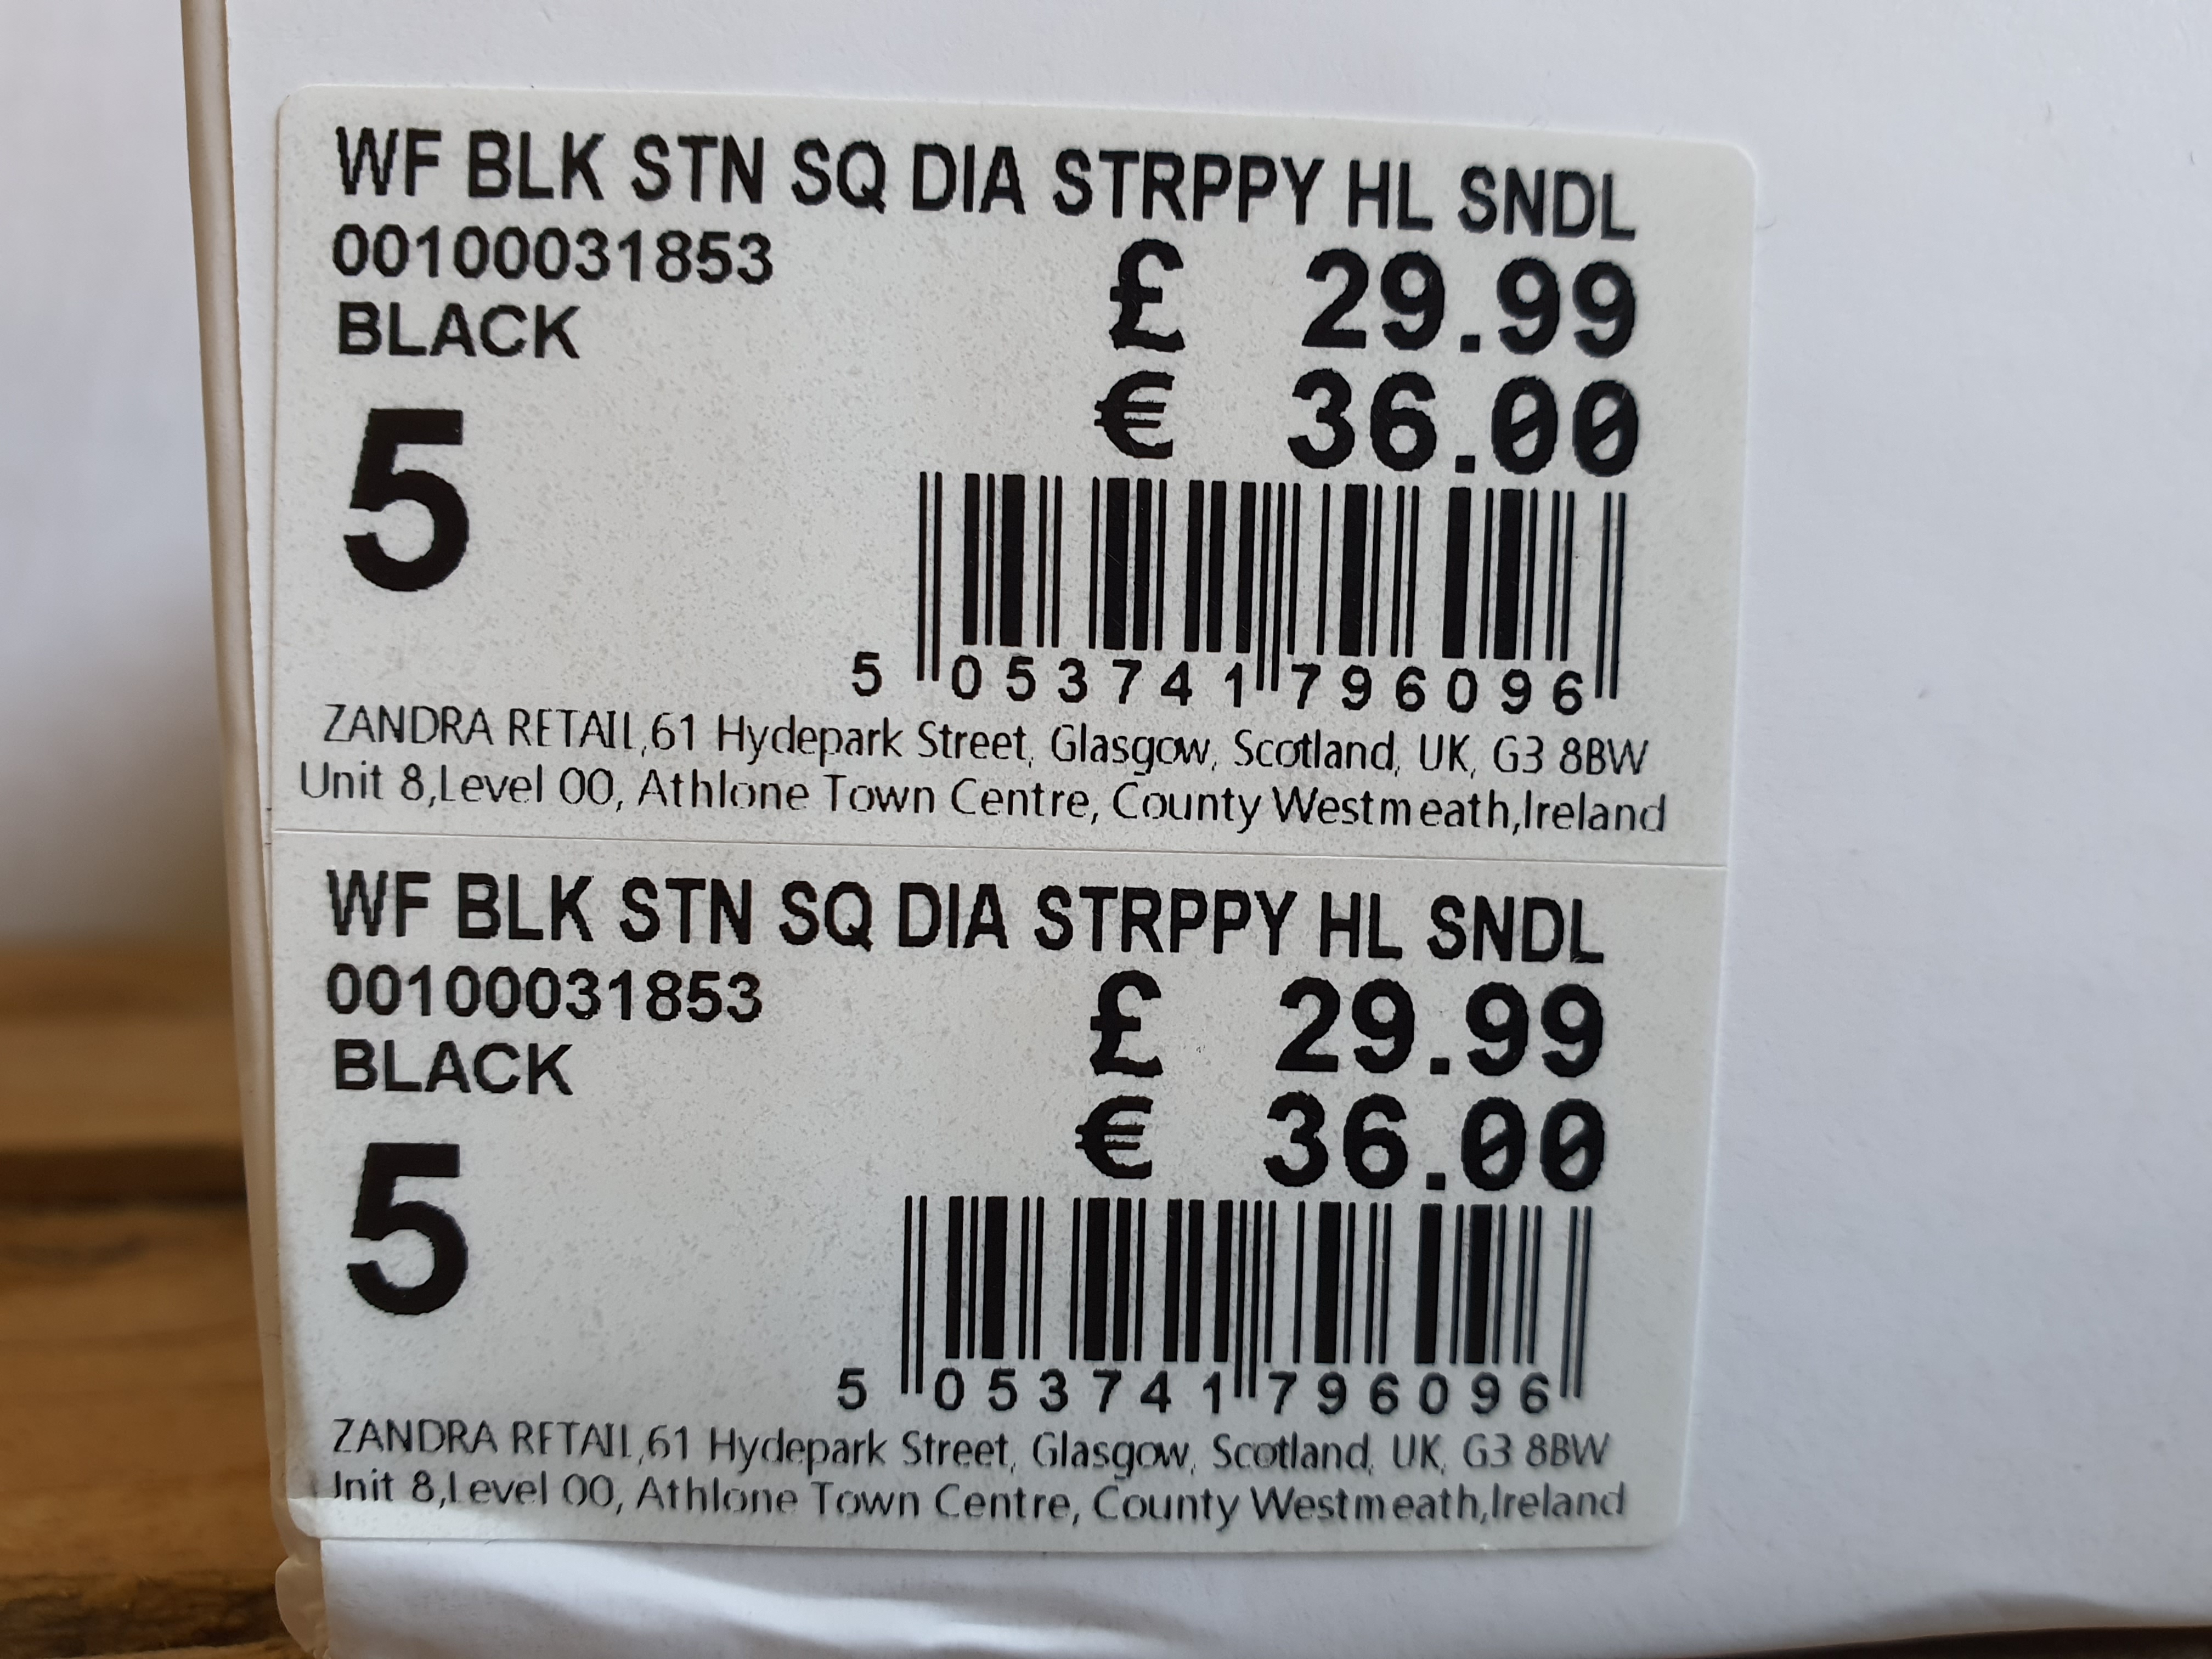 WF BLK STN SQ DIA STRPPY HL SNDL
00100031853
£ 29.99
BLACK
€ 36.00
5
5 053741 796096
ZANDRA RETAIL,61 Hydepark Street, Glasgow, Scotland, UK, G3 8BW
Unit 8,Level 00, Athlone Town Centre, County Westmeath,Ireland
WF BLK STN SQ DIA STRPPY HL SNDL
00100031853
£ 29.99
BLACK
€ 36.00
5
5 053741 796096
ZANDRA RETAIL,61 Hydepark Street, Glasgow, Scotland, UK, G3 8BW
Unit 8,Level 00, Athlone Town Centre, County Westmeath,Ireland